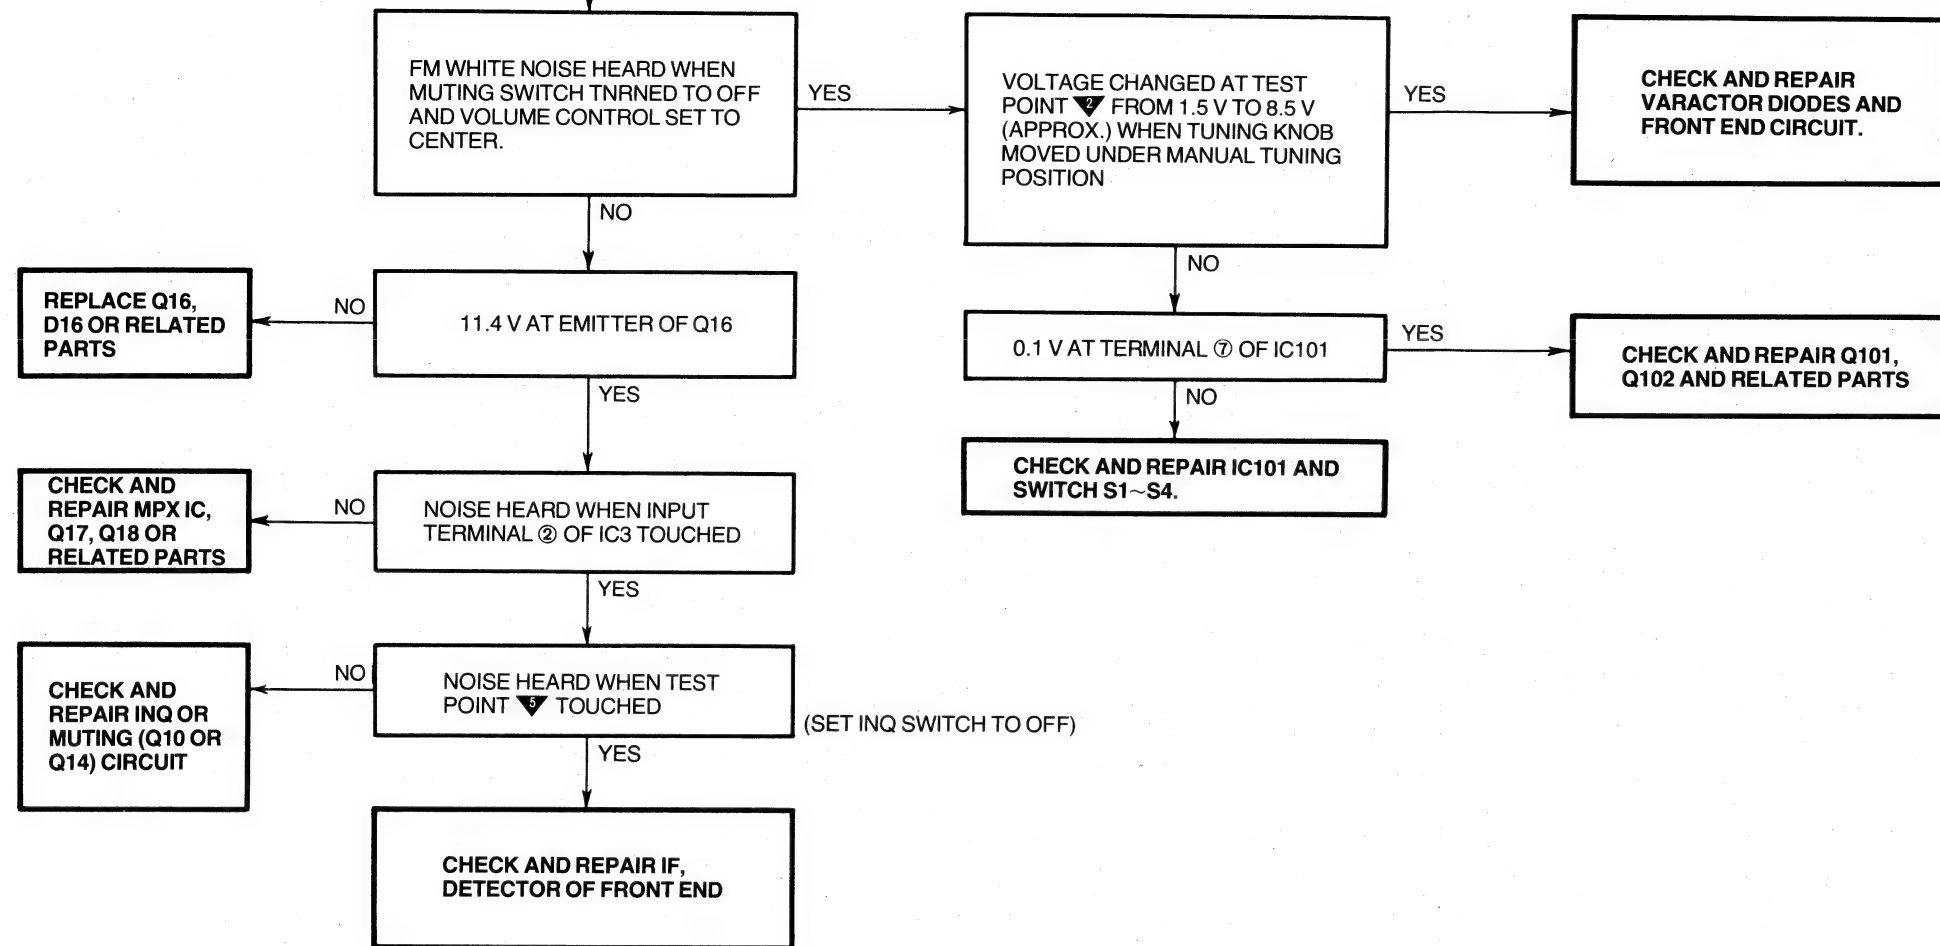 FM WHITE NOISE HEARD WHEN
MUTING SWITCH TNRNED TO OFF
AND VOLUME CONTROL SET TO
CENTER.
YES
VOLTAGE CHANGED AT TEST
POINT 2 FROM 1.5 V TO 8.5 V
(APPROX.) WHEN TUNING KNOB
MOVED UNDER MANUAL TUNING
POSITION
YES
CHECK AND REPAIR
VARACTOR DIODES AND
FRONT END CIRCUIT.
NO
NO
REPLACE Q16,
D16 OR RELATED
PARTS
NO
11.4 V AT EMITTER OF Q16
0.1 V AT TERMINAL ⑦ OF IC101
YES
CHECK AND REPAIR Q101,
Q102 AND RELATED PARTS
YES
NO
CHECK AND REPAIR IC101 AND
SWITCH S1~S4.
CHECK AND
REPAIR MPX IC,
Q17, Q18 OR
RELATED PARTS
NO
NOISE HEARD WHEN INPUT
TERMINAL ② OF IC3 TOUCHED
YES
CHECK AND
REPAIR INQ OR
MUTING (Q10 OR
Q14) CIRCUIT
NO
NOISE HEARD WHEN TEST
POINT 5 TOUCHED
(SET INQ SWITCH TO OFF)
YES
CHECK AND REPAIR IF,
DETECTOR OF FRONT END